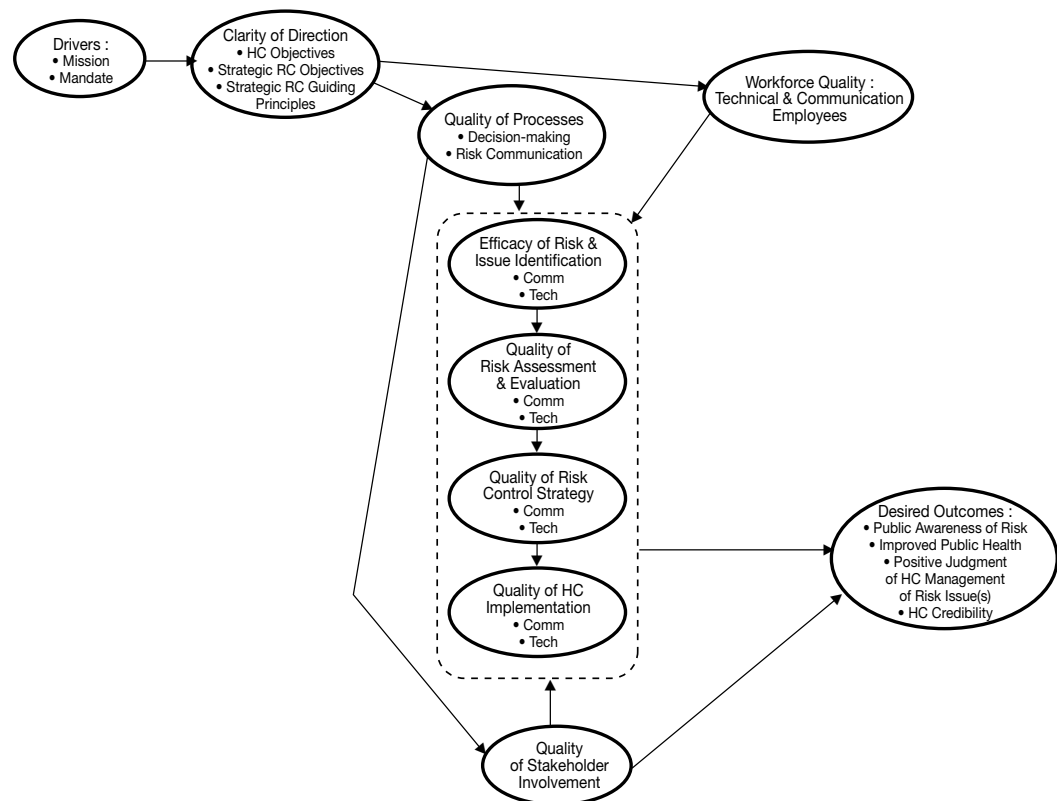 Drivers :
• Mission
• Mandate
Clarity of Direction
• HC Objectives
• Strategic RC Objectives
• Strategic RC Guiding
Principles
Workforce Quality :
Technical & Communication
Employees
Quality of Processes
• Decision-making
• Risk Communication
Efficacy of Risk &
Issue Identification
• Comm
• Tech
Quality of
Risk Assessment
& Evaluation
• Comm
• Tech
Quality of Risk
Control Strategy
• Comm
• Tech
Quality of HC
Implementation
• Comm
• Tech
Desired Outcomes :
• Public Awareness of Risk
• Improved Public Health
• Positive Judgment
of HC Management
of Risk Issue(s)
• HC Credibility
Quality
of Stakeholder
Involvement